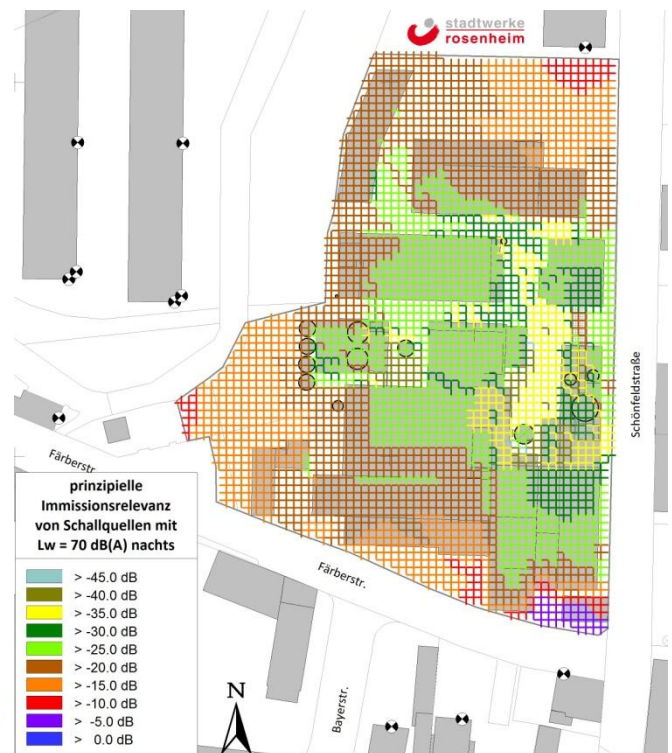 stadtwerke
rosenheim
Schönfeldstraße
Färberstr.
prinzipielle
Immissionsrelevanz
von Schallquellen mit
Lw = 70 dB(A) nachts
> -45.0 dB
> -40.0 dB
> -35.0 dB
> -30.0 dB
> -25.0 dB
> -20.0 dB
> -15.0 dB
> -10.0 dB
> -5.0 dB
> 0.0 dB
Färberstr.
Bayerstr.
N